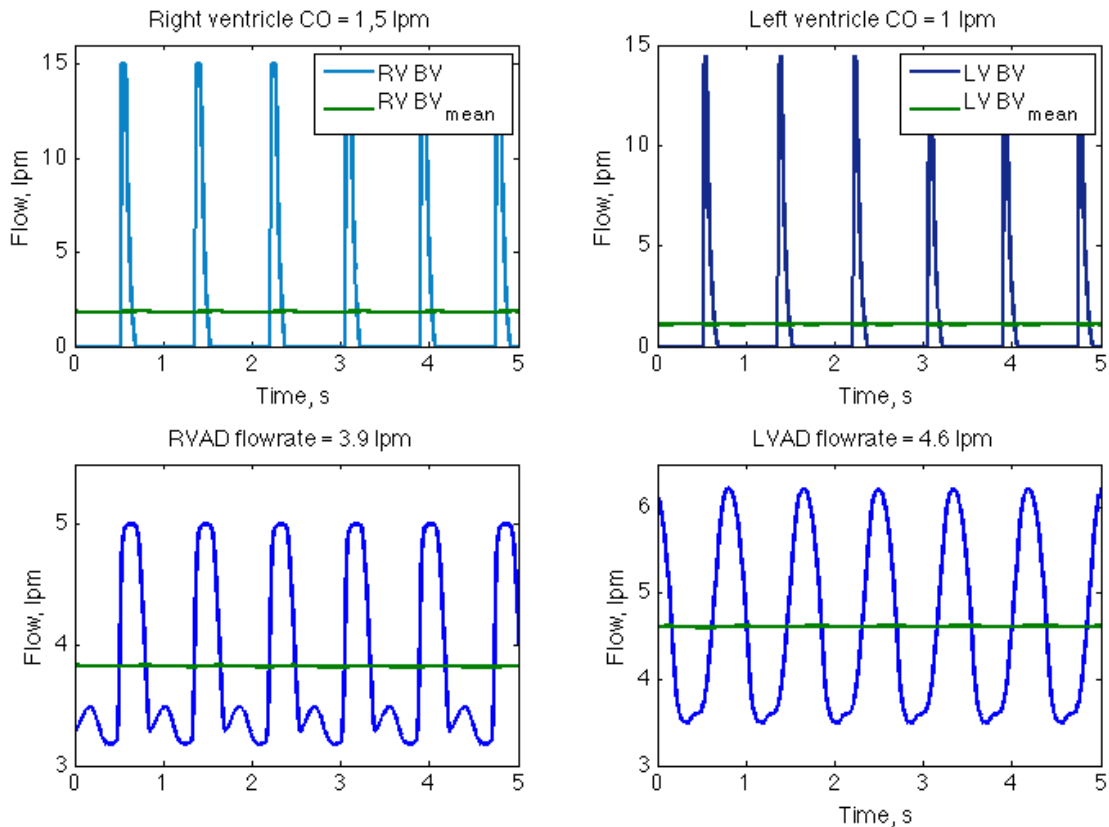 Right ventricle CO = 1,5 lpm
15
10
5
0
Flow, lpm
RV BV
RV BV mean
0 1 2 3 4 5
Time, s
Left ventricle CO = 1 lpm
15
10
5
0
Flow, lpm
LV BV
LV BV mean
0 1 2 3 4 5
Time, s
RVAD flowrate = 3.9 lpm
5
4
3
Flow, lpm
0 1 2 3 4 5
LVAD flowrate = 4.6 lpm
6
5
4
3
Flow, lpm
0 1 2 3 4 5
Time, s